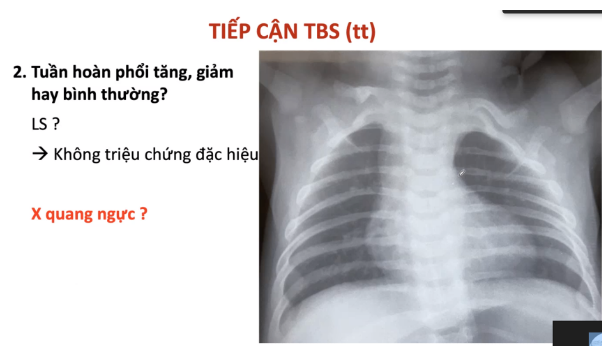 TIẾP CẬN TBS (tt)
2. Tuần hoàn phổi tăng, giảm
hay bình thường?
LS ?
→ Không triệu chứng đặc hiệu
X quang ngực ?